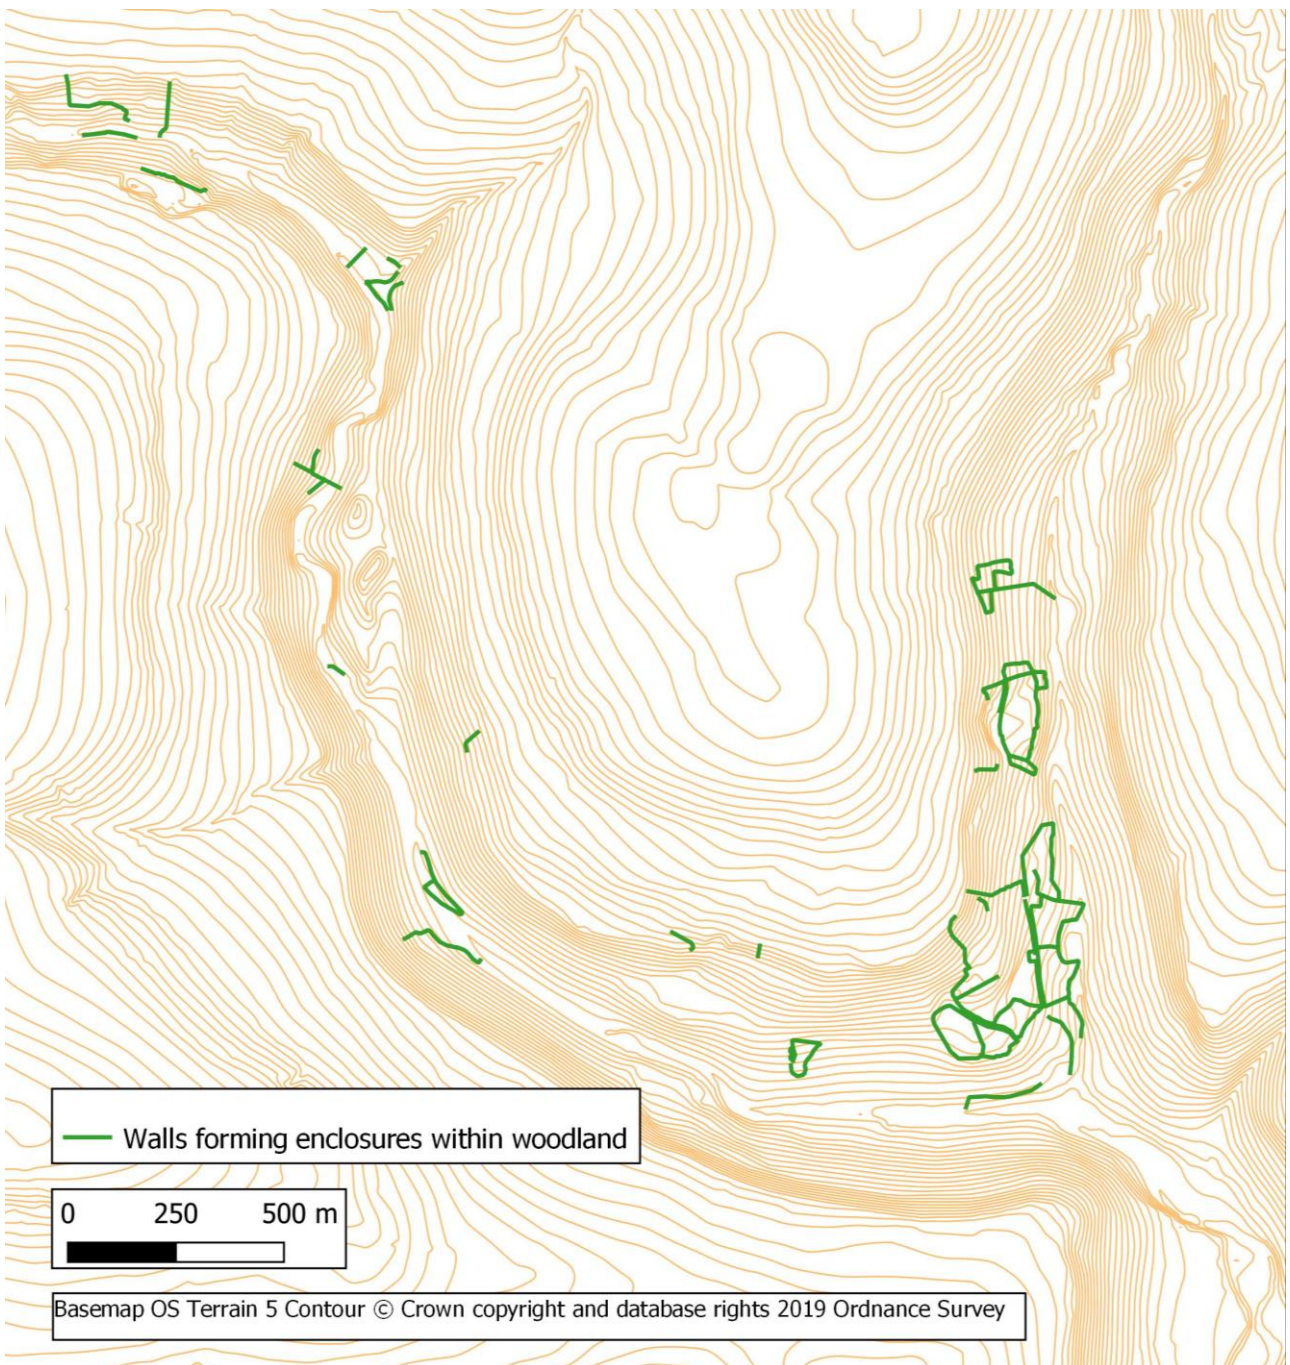 Walls forming enclosures within woodland
0 250 500 m
Basemap OS Terrain 5 Contour © Crown copyright and database rights 2019 Ordnance Survey